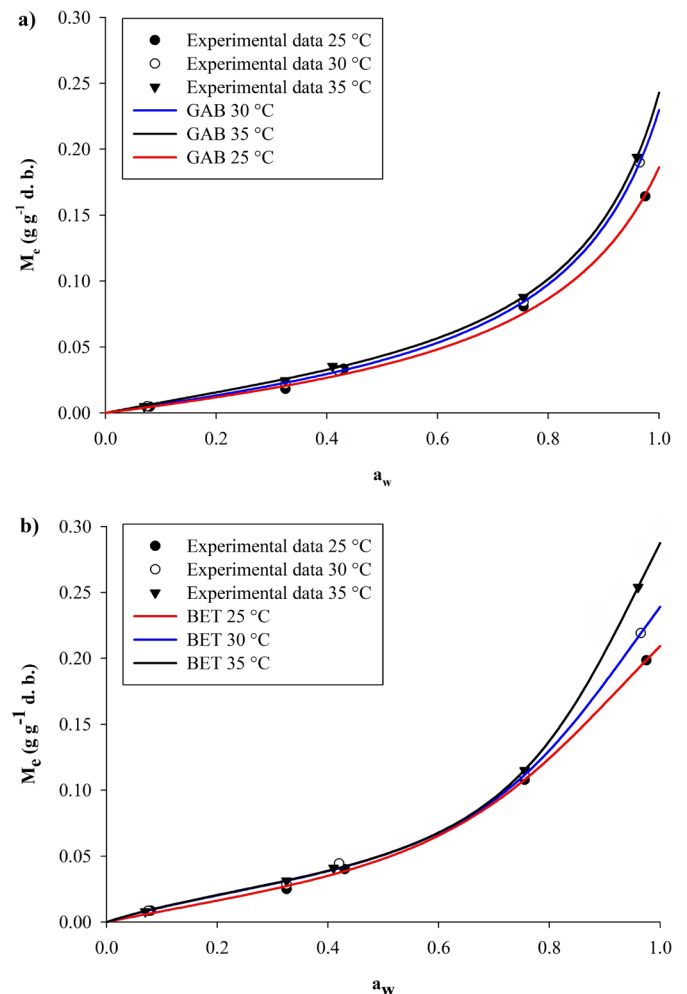 a)
0.30
Experimental data 25 °C
Experimental data 30 °C
Experimental data 35 °C
GAB 30 °C
GAB 35 °C
GAB 25 °C
0.25
0.20
0.15
0.10
0.05
0.00
Me (g g-1 d. b.)
0.0 0.2 0.4 0.6 0.8 1.0
aw
b)
0.30
Experimental data 25 °C
Experimental data 30 °C
Experimental data 35 °C
BET 25 °C
BET 30 °C
BET 35 °C
0.25
0.20
0.15
0.10
0.05
0.00
Me (g g-1 d. b.)
0.0 0.2 0.4 0.6 0.8 1.0
aw